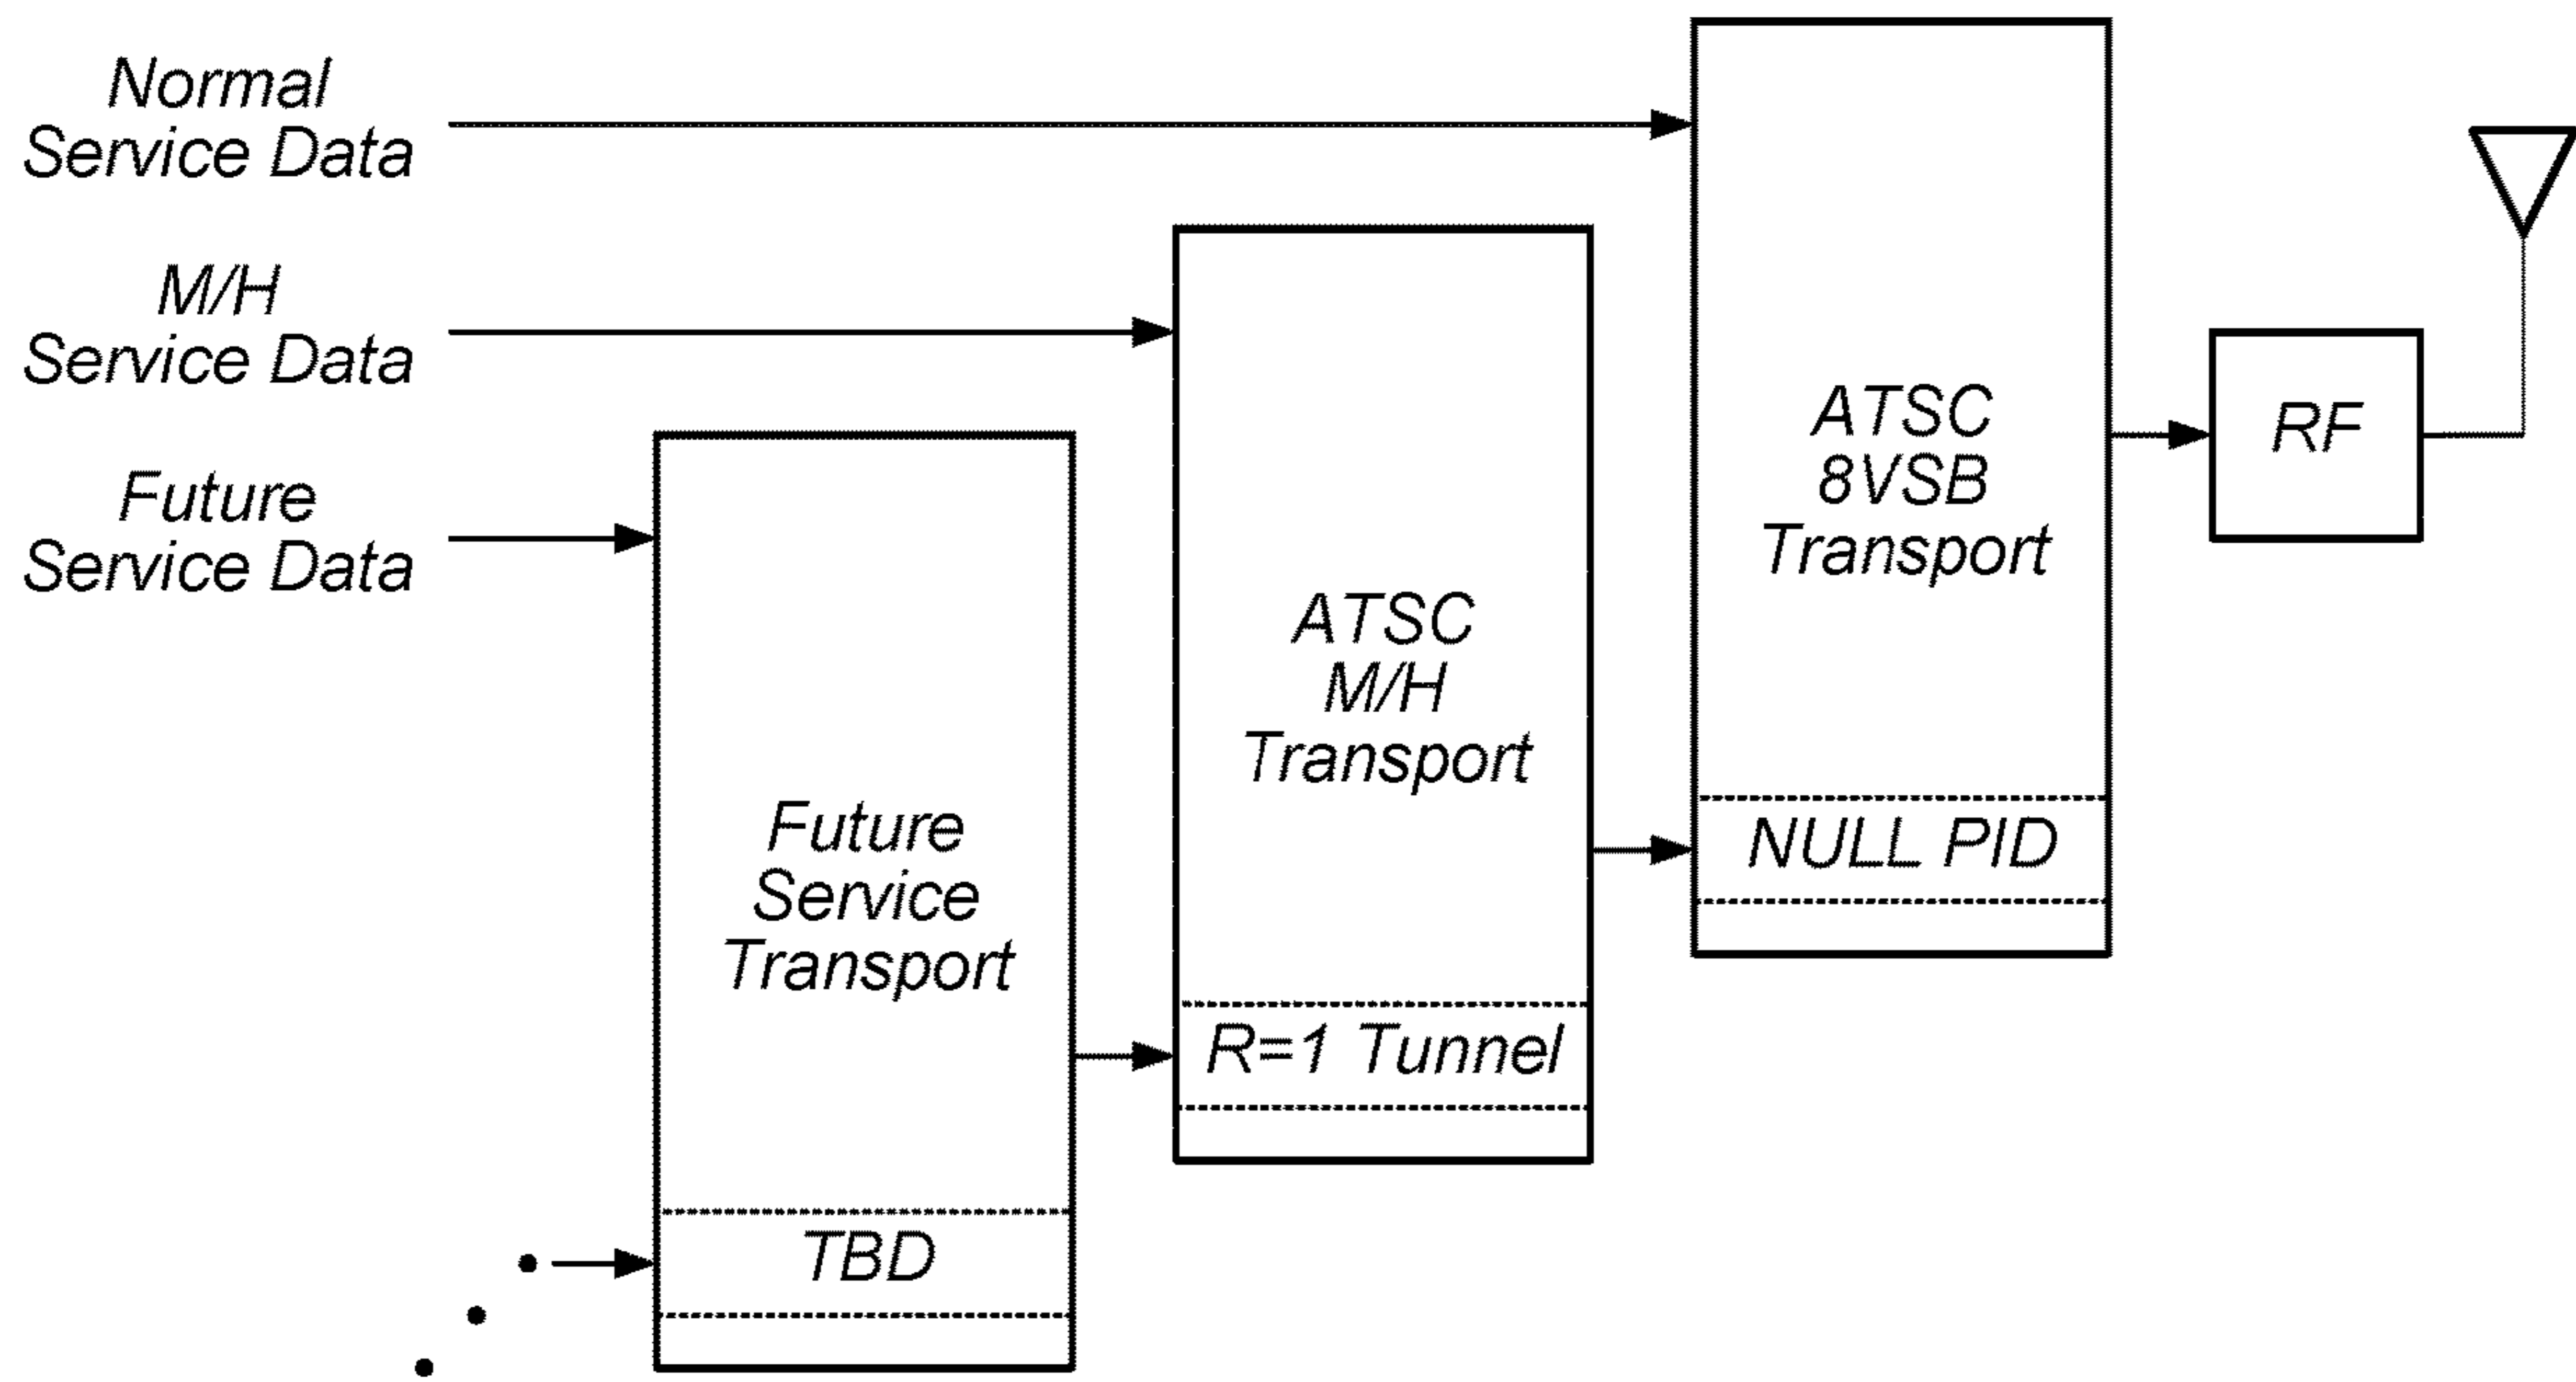 Normal
Service Data
M/H
Service Data
Future
Service Data
Future
Service
Transport
TBD
ATSC
M/H
Transport
R=1 Tunnel
ATSC
8VSB
Transport
NULL PID
RF